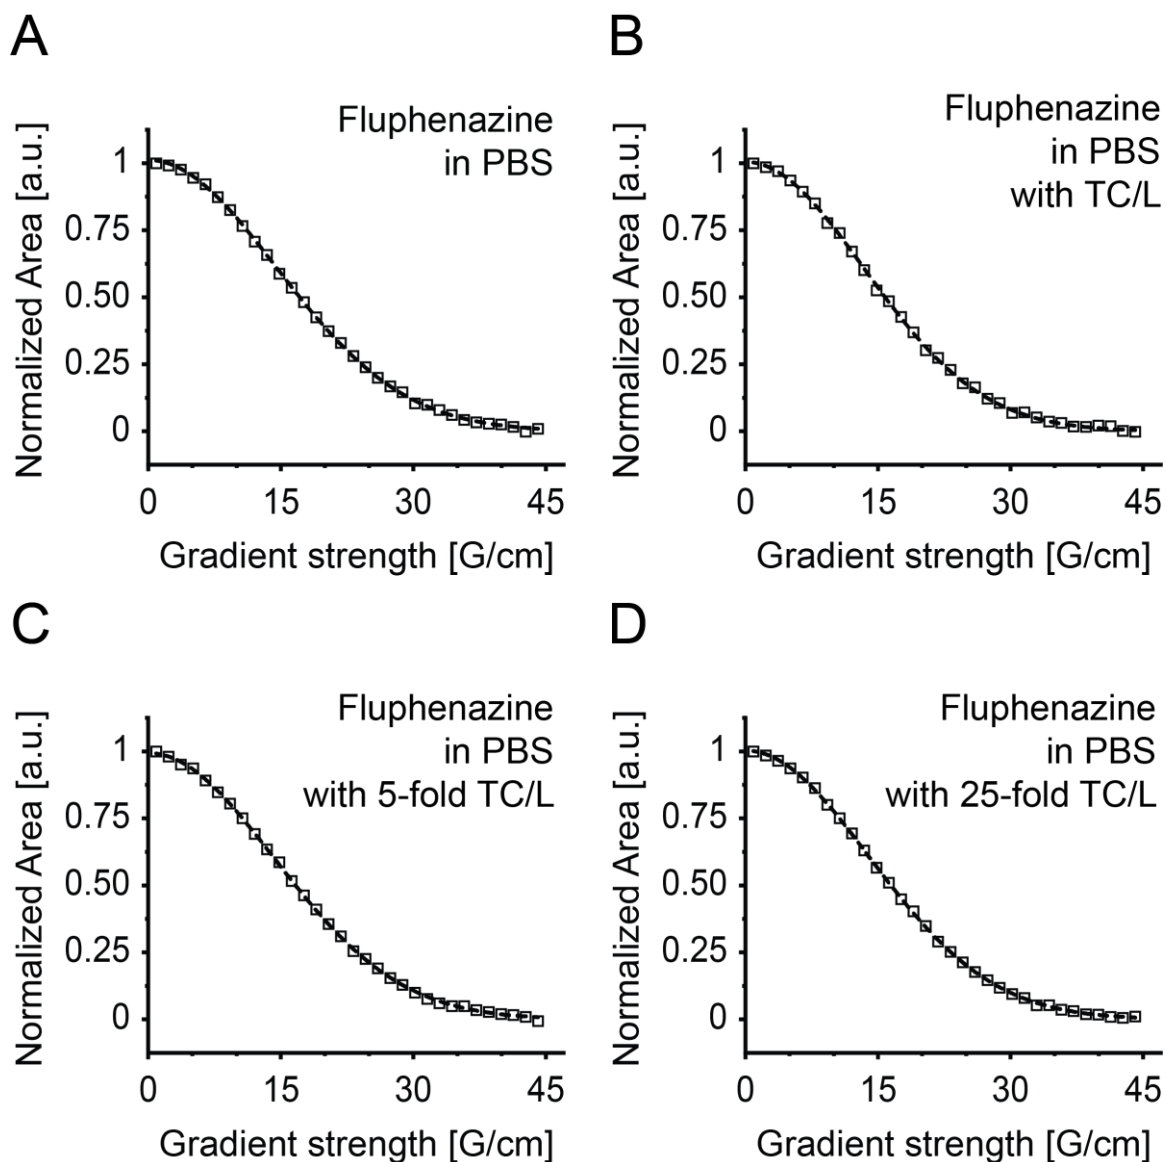 A
Fluphenazine
in PBS
Normalized Area [a.u.]
1
0.75
0.50
0.25
0
0 15 30 45
Gradient strength [G/cm]
B
Fluphenazine
in PBS
with TC/L
Normalized Area [a.u.]
1
0.75
0.50
0.25
0
0 15 30 45
Gradient strength [G/cm]
C
Fluphenazine
in PBS
with 5-fold TC/L
Normalized Area [a.u.]
1
0.75
0.50
0.25
0
0 15 30 45
Gradient strength [G/cm]
D
Fluphenazine
in PBS
with 25-fold TC/L
Normalized Area [a.u.]
1
0.75
0.50
0.25
0
0 15 30 45
Gradient strength [G/cm]